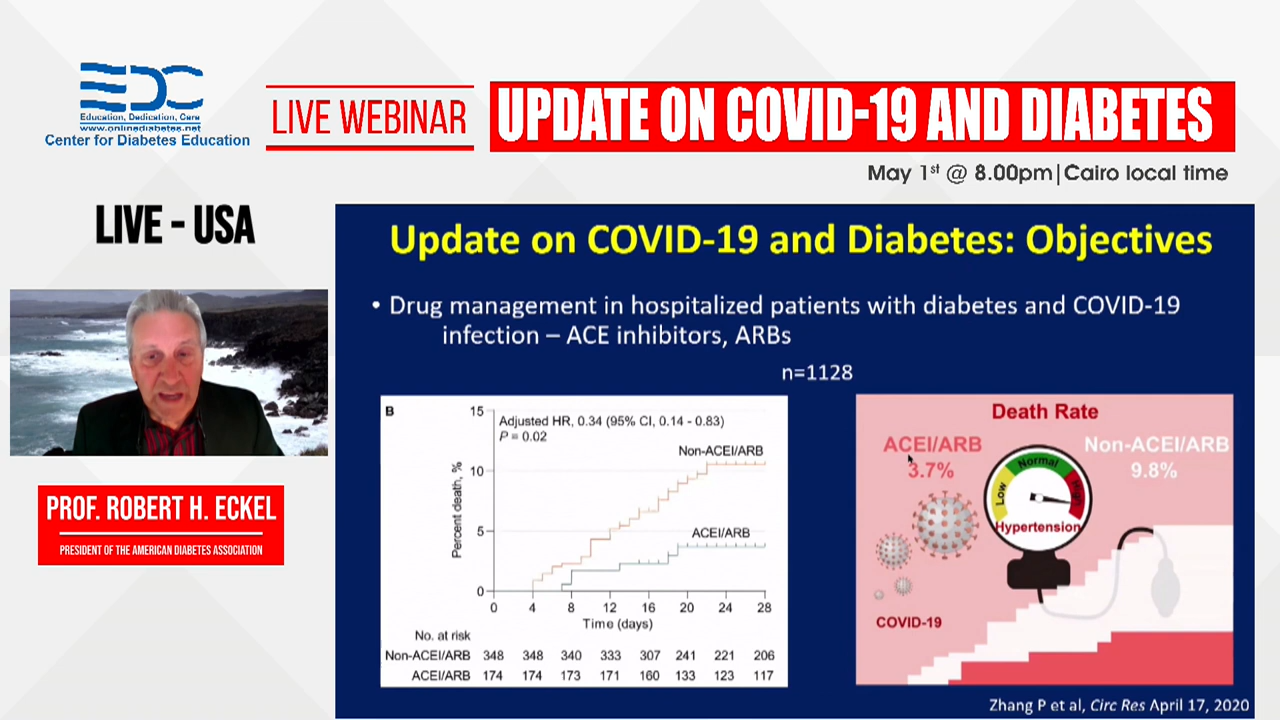 EDC
Education, Dedication, Care
www.onlinediabetes.net
Center for Diabetes Education
LIVE WEBINAR
UPDATE ON COVID-19 AND DIABETES
May 1st @ 8.00pm|Cairo local time
LIVE - USA
PROF. ROBERT H. ECKEL
PRESIDENT OF THE AMERICAN DIABETES ASSOCIATION
Update on COVID-19 and Diabetes: Objectives
• Drug management in hospitalized patients with diabetes and COVID-19
infection – ACE inhibitors, ARBs
n=1128
B
Adjusted HR, 0.34 (95% CI, 0.14 - 0.83)
P = 0.02
Non-ACEI/ARB
ACEI/ARB
Percent death, %
15
10
5
0
0 4 8 12 16 20 24 28
Time (days)
No. at risk
Non-ACEI/ARB 348 348 340 333 307 241 221 206
ACEI/ARB 174 174 173 171 160 133 123 117
Death Rate
ACEI/ARB
3.7%
Non-ACEI/ARB
9.8%
Low Normal High
Hypertension
COVID-19
Zhang P et al, Circ Res April 17, 2020